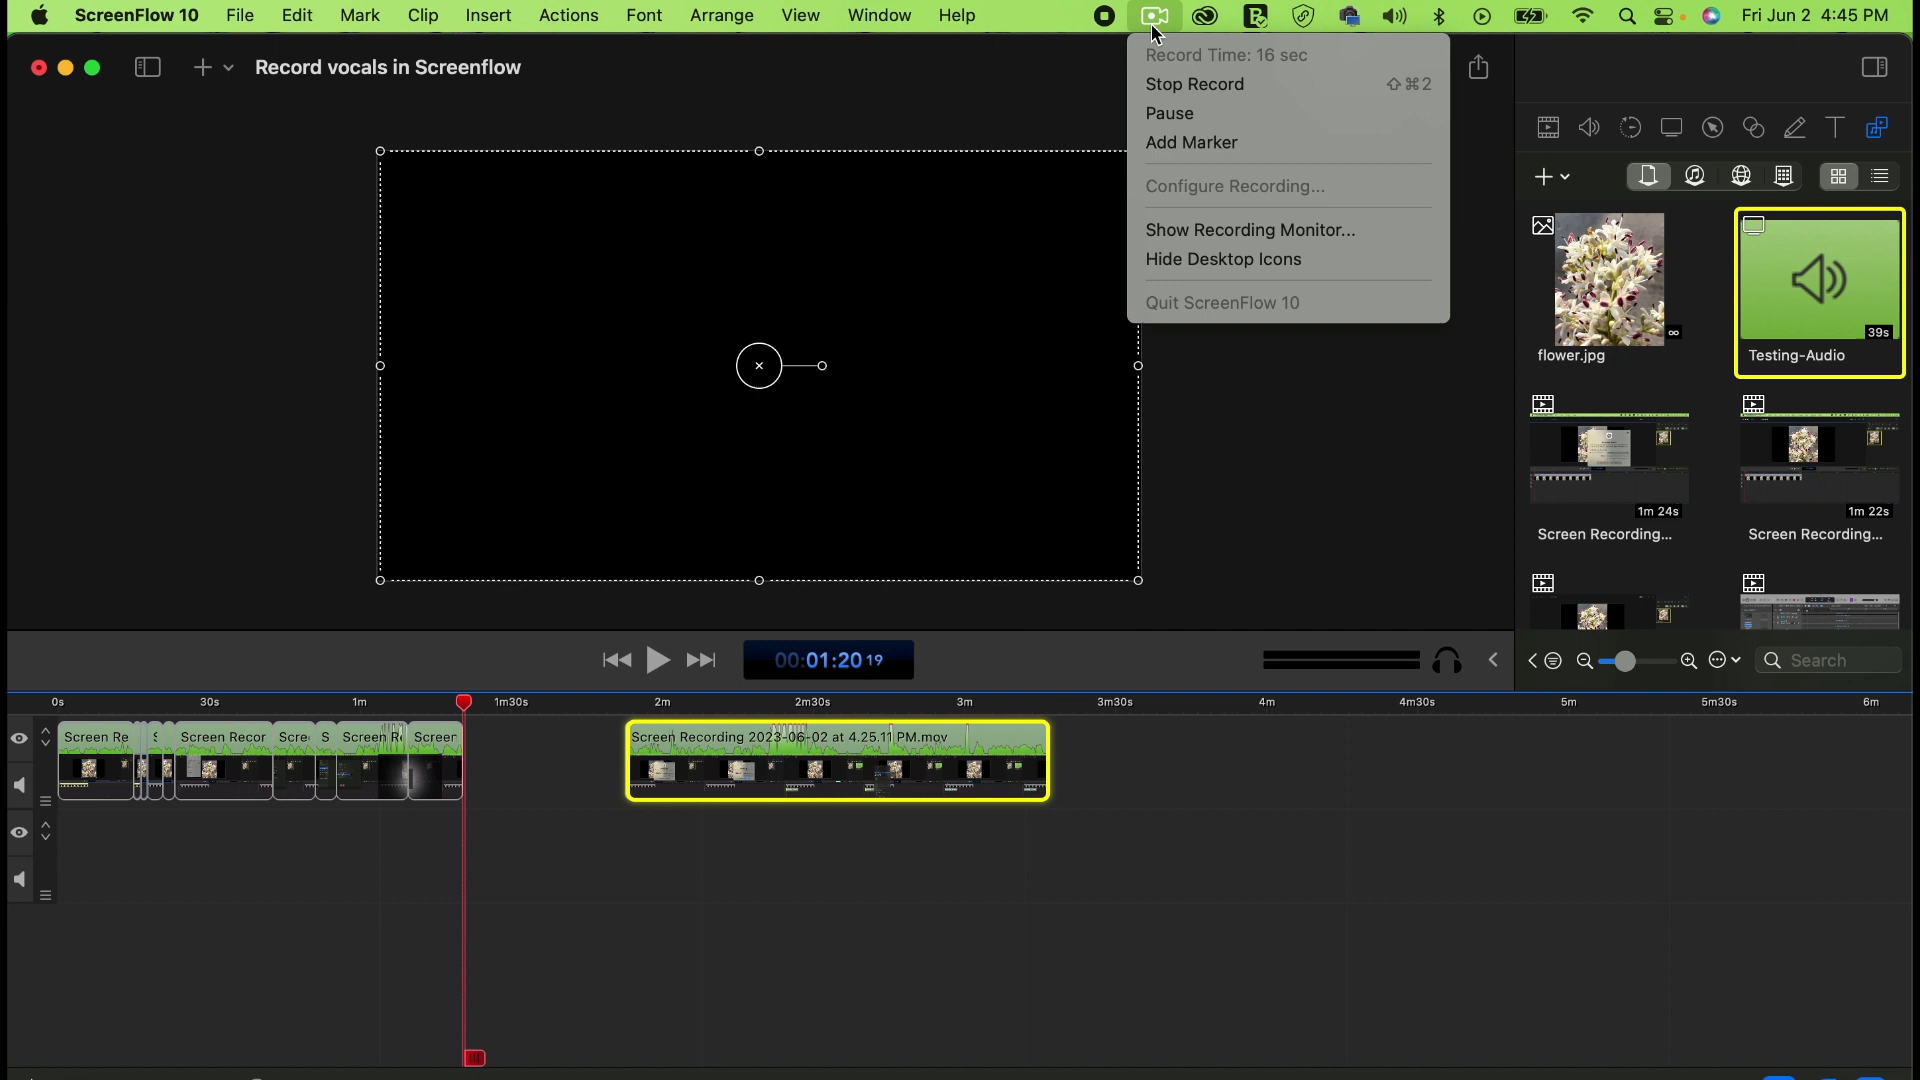 ScreenFlow 10 File Edit Mark Clip Insert Actions Font Arrange View Window Help Fri Jun 2 4:45 PM
Record vocals in Screenflow
Record Time: 16 sec
Stop Record ⇧⌘2
Pause
Add Marker
Configure Recording...
Show Recording Monitor...
Hide Desktop Icons
Quit ScreenFlow 10
39s
flower.jpg Testing-Audio
1m 24s 1m 22s
Screen Recording... Screen Recording...
00:01:20 19
Search
0s 30s 1m 1m30s 2m 2m30s 3m 3m30s 4m 4m30s 5m 5m30s 6m
Screen Re Screen Recor Scre S Screen R Screen
Screen Recording 2023-06-02 at 4.25.11 PM.mov